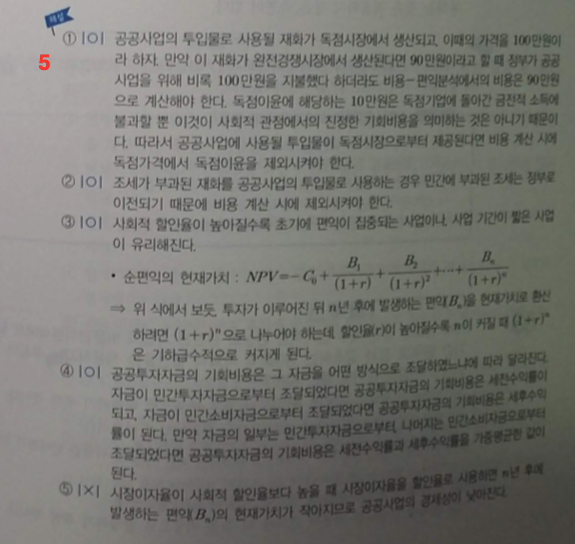 해설
5
① |O| 공공사업의 투입물로 사용될 재화가 독점시장에서 생산되고, 이때의 가격을 100만원이
라 하자. 만약 이 재화가 완전경쟁시장에서 생산된다면 90만원이라고 할 때 정부가 공공
사업을 위해 비록 100만원을 지불했다 하더라도 비용-편익분석에서의 비용은 90만원
으로 계산해야 한다. 독점이윤에 해당하는 10만원은 독점기업에 돌아간 금전적 소득에
불과할 뿐 이것이 사회적 관점에서의 진정한 기회비용을 의미하는 것은 아니기 때문이
다. 따라서 공공사업에 사용될 투입물이 독점시장으로부터 제공된다면 비용 계산 시에
독점가격에서 독점이윤을 제외시켜야 한다.
② |O| 조세가 부과된 재화를 공공사업의 투입물로 사용하는 경우 민간에 부과된 조세는 정부로
이전되기 때문에 비용 계산 시에 제외시켜야 한다.
③ |O| 사회적 할인율이 높아질수록 초기에 편익이 집중되는 사업이나, 사업 기간이 짧은 사업
이 유리해진다.
• 순편익의 현재가치 : NPV=-C₀+B₁/(1+r)+B₂/(1+r)²+···+Bₙ/(1+r)ⁿ
⇒ 위 식에서 보듯, 투자가 이루어진 뒤 n년 후에 발생하는 편익(Bₙ)을 현재가치로 환산
하려면 (1+r)ⁿ으로 나누어야 하는데, 할인율(r)이 높아질수록 n이 커질 때 (1+r)ⁿ
은 기하급수적으로 커지게 된다.
④ |O| 공공투자자금의 기회비용은 그 자금을 어떤 방식으로 조달하였느냐에 따라 달라진다.
자금이 민간투자자금으로부터 조달되었다면 공공투자자금의 기회비용은 세전수익률이
되고, 자금이 민간소비자금으로부터 조달되었다면 공공투자자금의 기회비용은 세후수익
률이 된다. 만약 자금의 일부는 민간투자자금으로부터, 나머지는 민간소비자금으로부터
조달되었다면 공공투자자금의 기회비용은 세전수익률과 세후수익률을 가중평균한 값이
된다.
⑤ |×| 시장이자율이 사회적 할인율보다 높을 때 시장이자율을 할인율로 사용하면 n년 후에
발생하는 편익(Bₙ)의 현재가치가 작아지므로 공공사업의 경제성이 낮아진다.